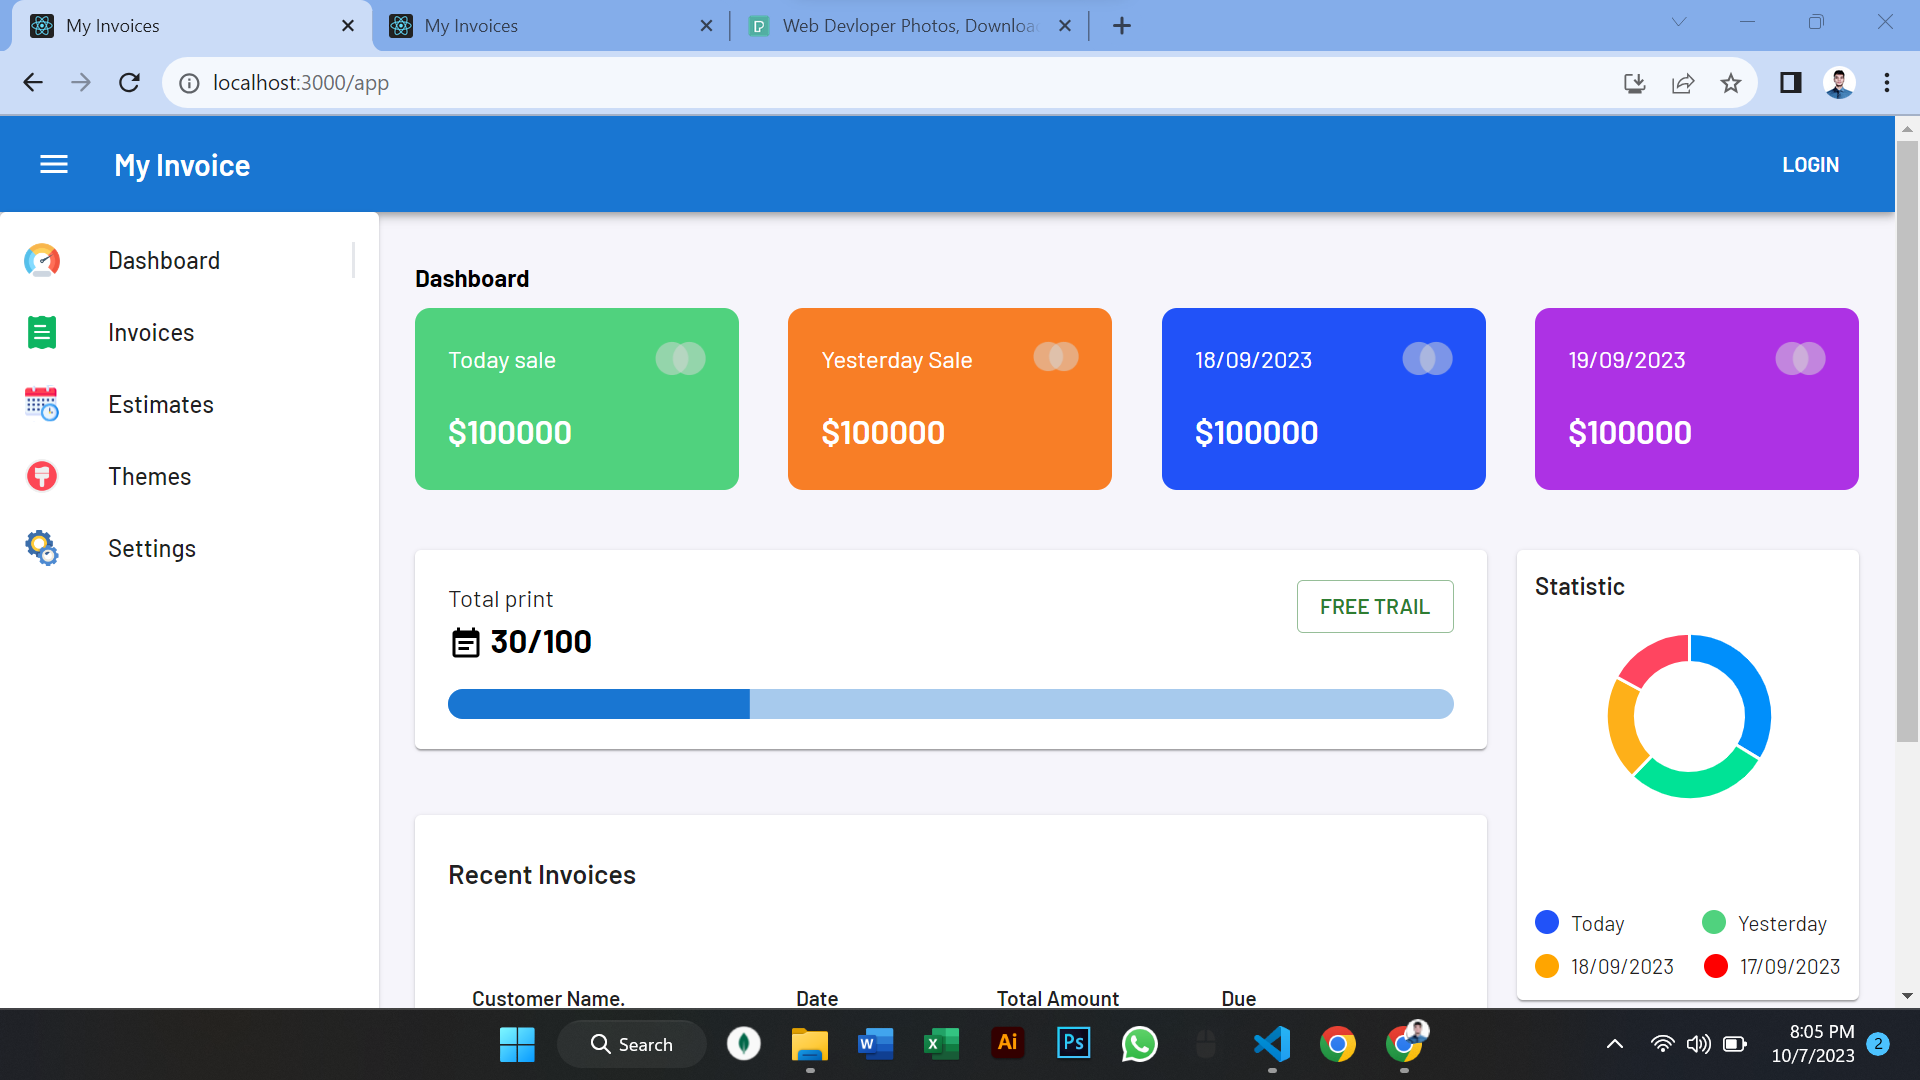 My Invoices
My Invoices
Web Devloper Photos, Downloa
localhost:3000/app
My Invoice
LOGIN
Dashboard
Invoices
Estimates
Themes
Settings
Dashboard
Today sale
$100000
Yesterday Sale
$100000
18/09/2023
$100000
19/09/2023
$100000
Total print
30/100
FREE TRAIL
Statistic
Today
Yesterday
18/09/2023
17/09/2023
Recent Invoices
Customer Name. Date Total Amount Due
Search
W
X
Ai
Ps
8:05 PM
10/7/2023
2